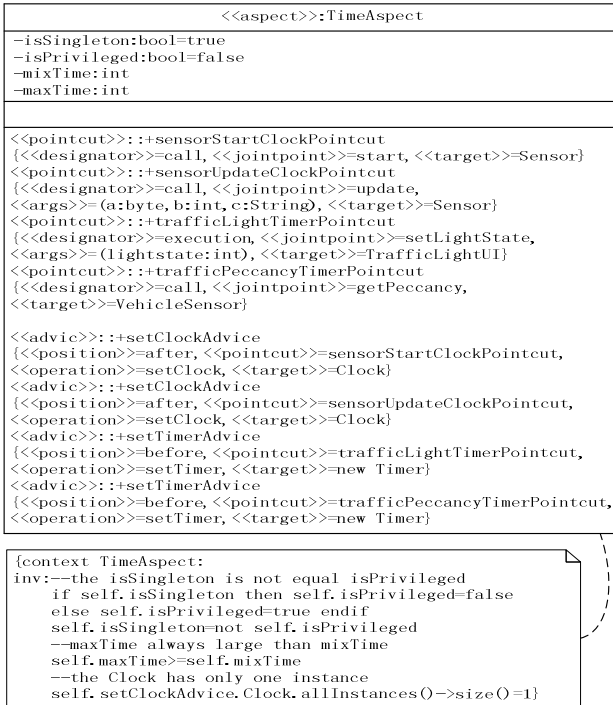 <<aspect>>:TimeAspect
-isSingleton:bool=true
-isPrivileged:bool=false
-mixTime:int
-maxTime:int
<<pointcut>>::+sensorStartClockPointcut
{<<designator>>=call,<<jointpoint>>=start,<<target>>=Sensor}
<<pointcut>>::+sensorUpdateClockPointcut
{<<designator>>=call,<<jointpoint>>=update,
<<args>>=(a:byte,b:int,c:String),<<target>>=Sensor}
<<pointcut>>::+trafficLightTimerPointcut
{<<designator>>=execution,<<jointpoint>>=setLightState,
<<args>>=(lightstate:int),<<target>>=TrafficLightUI}
<<pointcut>>::+trafficPeccancyTimerPointcut
{<<designator>>=call,<<jointpoint>>=getPeccancy,
<<target>>=VehicleSensor}
<<advic>>::+setClockAdvice
{<<position>>=after,<<pointcut>>=sensorStartClockPointcut,
<<operation>>=setClock,<<target>>=Clock}
<<advic>>::+setClockAdvice
{<<position>>=after,<<pointcut>>=sensorUpdateClockPointcut,
<<operation>>=setClock,<<target>>=Clock}
<<advic>>::+setTimerAdvice
{<<position>>=before,<<pointcut>>=trafficLightTimerPointcut,
<<operation>>=setTimer,<<target>>=new Timer}
<<advic>>::+setTimerAdvice
{<<position>>=before,<<pointcut>>=trafficPeccancyTimerPointcut,
<<operation>>=setTimer,<<target>>=new Timer}
{context TimeAspect:
inv:--the isSingleton is not equal isPrivileged
if self.isSingleton then self.isPrivileged=false
else self.isPrivileged=true endif
self.isSingleton=not self.isPrivileged
--maxTime always large than mixTime
self.maxTime>=self.mixTime
--the Clock has only one instance
self.setClockAdvice.Clock.allInstances()->size()=1}